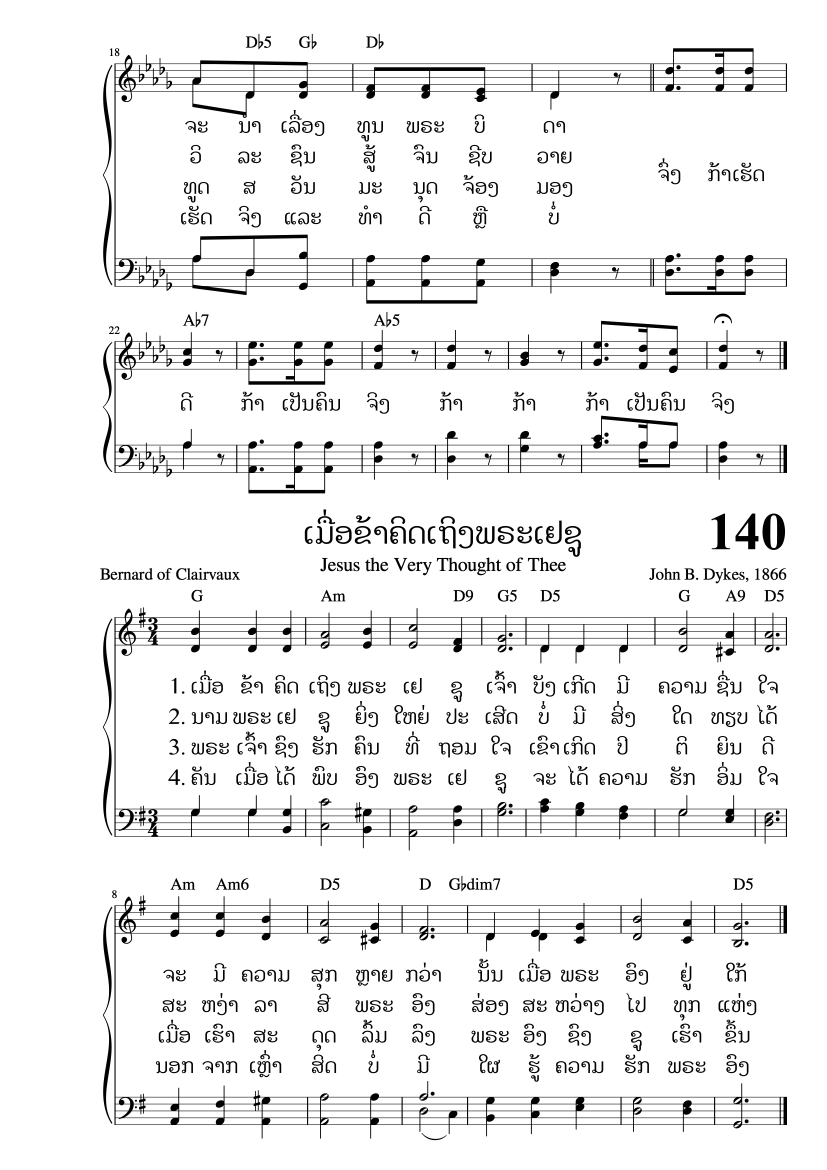 D♭5 G♭ D♭
18
ຈະ ນຳ ເລື່ອງ ທູນ ພຣະ ບິ ດາ
ວິ ລະ ຊົນ ສູ້ ຈົນ ຊີບ ວາຍ
ຈົ່ງ ກ້າເຮັດ
ທູດ ສ ວັນ ມະ ນຸດ ຈ້ອງ ມອງ
ເຮັດ ຈິງ ແລະ ທຳ ດີ ຫຼື ບໍ່
A♭7 A♭5
22
ດີ ກ້າ ເປັນຄົນ ຈິງ ກ້າ ກ້າ ກ້າ ເປັນຄົນ ຈິງ
ເມື່ອຂ້າຄິດເຖິງພຣະເຢຊູ 140
Jesus the Very Thought of Thee
Bernard of Clairvaux John B. Dykes, 1866
G Am D9 G5 D5 G A9 D5
3
4
1. ເມື່ອ ຂ້າ ຄິດ ເຖິງ ພຣະ ເຢ ຊູ ເຈົ້າ ບັງ ເກີດ ມີ ຄວາມ ຊື່ນ ໃຈ
2. ນາມ ພຣະ ເຢ ຊູ ຍິ່ງ ໃຫຍ່ ປະ ເສີດ ບໍ່ ມີ ສິ່ງ ໃດ ທຽບ ໄດ້
3. ພຣະ ເຈົ້າ ຊົງ ຮັກ ຄົນ ທີ່ ຖອມ ໃຈ ເຂົາ ເກີດ ປິ ຕິ ຍິນ ດີ
4. ຄັນ ເມື່ອ ໄດ້ ພົບ ອົງ ພຣະ ເຢ ຊູ ຈະ ໄດ້ ຄວາມ ຮັກ ອິ່ມ ໃຈ
3
4
Am Am6 D5 D G♭dim7 D5
8
ຈະ ມີ ຄວາມ ສຸກ ຫຼາຍ ກວ່າ ນັ້ນ ເມື່ອ ພຣະ ອົງ ຢູ່ ໃກ້
ສະ ຫງ່າ ລາ ສີ ພຣະ ອົງ ສ່ອງ ສະ ຫວ່າງ ໄປ ທຸກ ແຫ່ງ
ເມື່ອ ເຮົາ ສະ ດຸດ ລົ້ມ ລົງ ພຣະ ອົງ ຊົງ ຊູ ເຮົາ ຂຶ້ນ
ນອກ ຈາກ ເຫຼົ່າ ສິດ ບໍ່ ມີ ໃຜ ຮູ້ ຄວາມ ຮັກ ພຣະ ອົງ